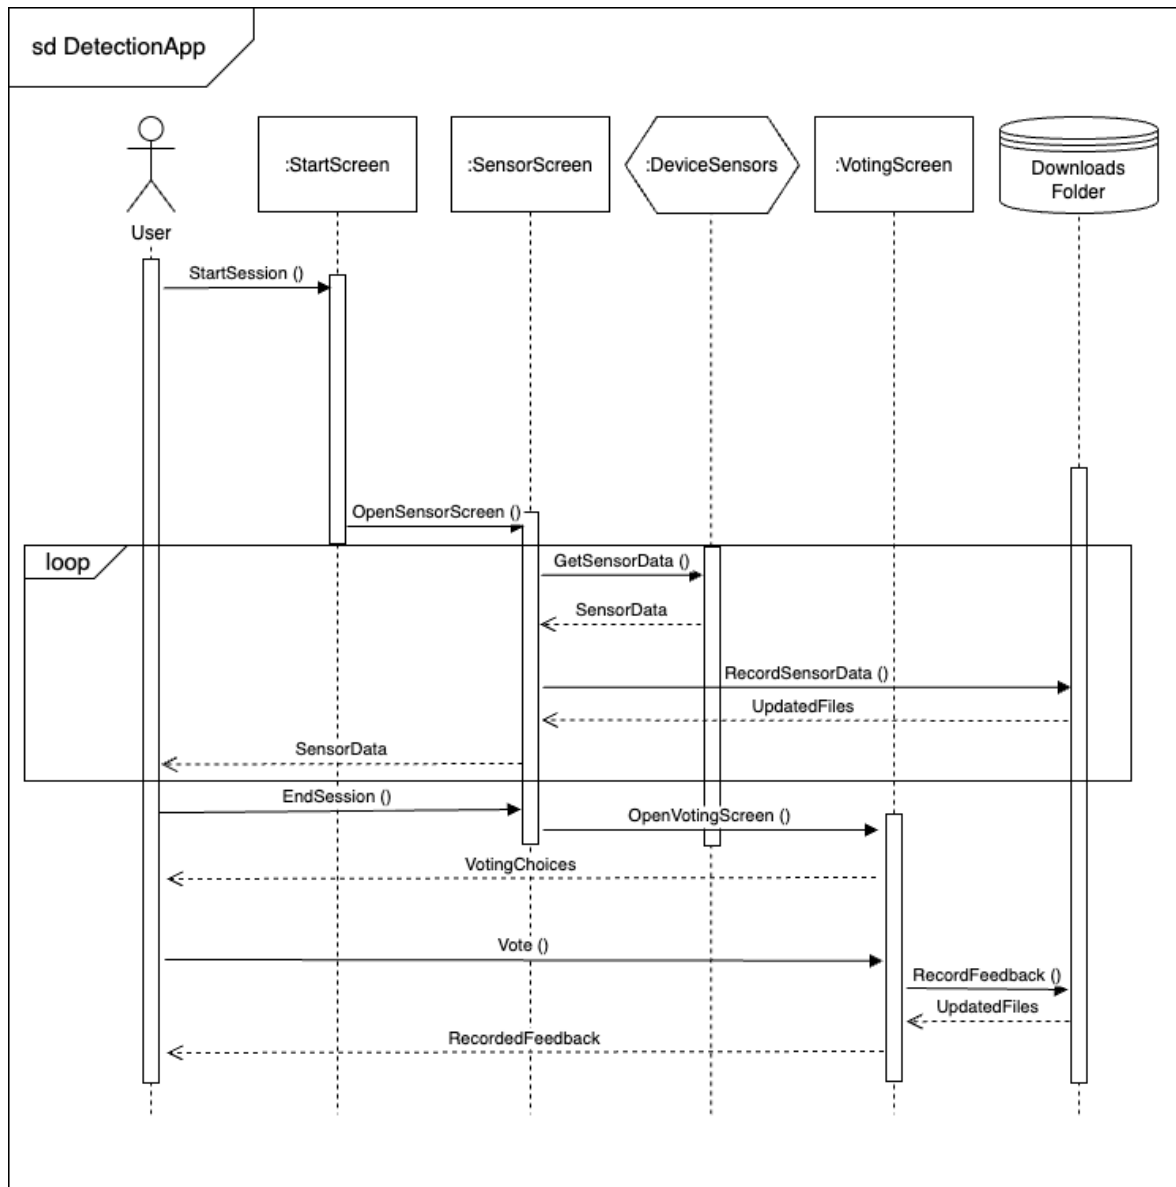 sd DetectionApp
User
:StartScreen
:SensorScreen
:DeviceSensors
:VotingScreen
Downloads
Folder
StartSession ()
OpenSensorScreen ()
loop
GetSensorData ()
SensorData
RecordSensorData ()
UpdatedFiles
SensorData
EndSession ()
OpenVotingScreen ()
VotingChoices
Vote ()
RecordFeedback ()
UpdatedFiles
RecordedFeedback